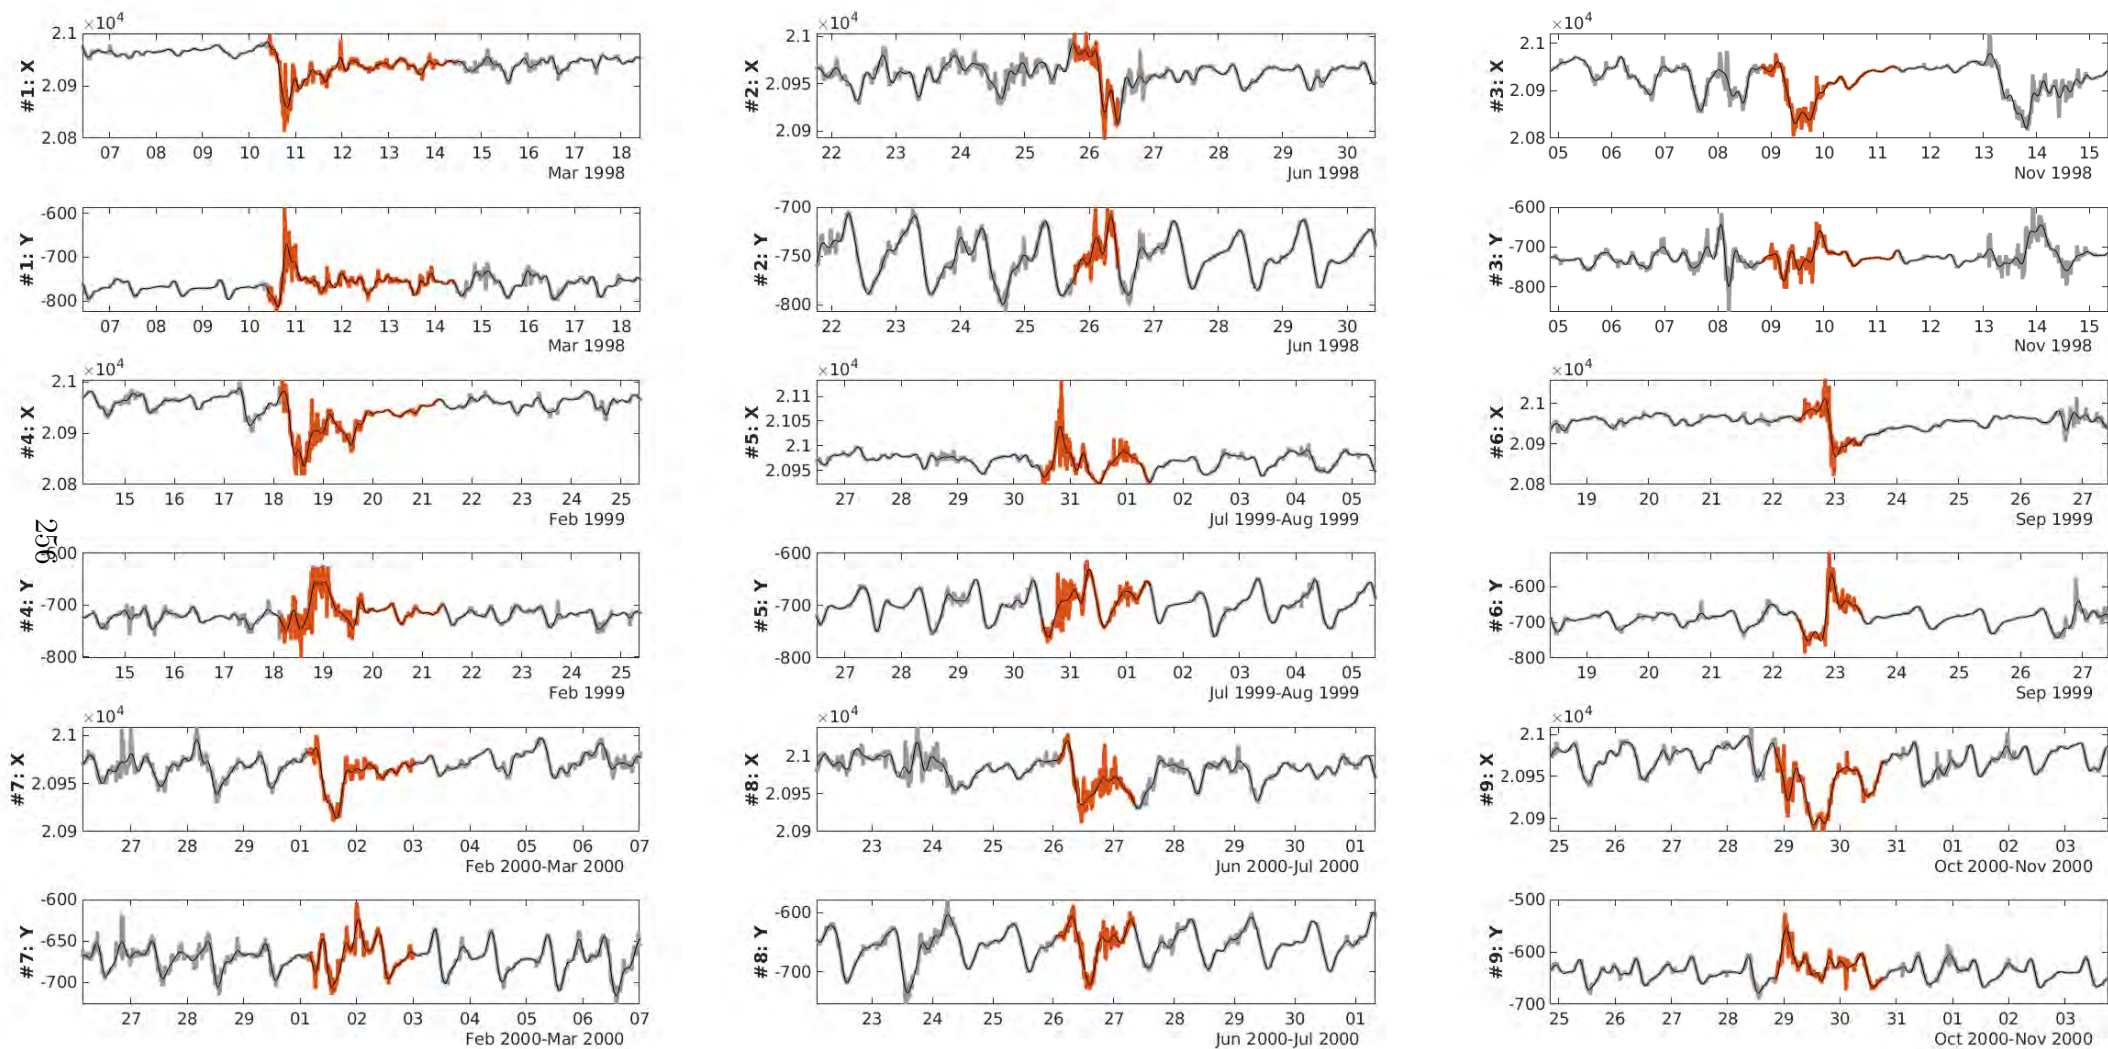 ×10⁴
2.1
2.09
2.08
#1: X
07 08 09 10 11 12 13 14 15 16 17 18
Mar 1998
×10⁴
2.1
2.095
2.09
#2: X
22 23 24 25 26 27 28 29 30
Jun 1998
×10⁴
2.1
2.09
2.08
#3: X
05 06 07 08 09 10 11 12 13 14 15
Nov 1998
-600
-700
-800
#1: Y
07 08 09 10 11 12 13 14 15 16 17 18
Mar 1998
-700
-750
-800
#2: Y
22 23 24 25 26 27 28 29 30
Jun 1998
-600
-700
-800
#3: Y
05 06 07 08 09 10 11 12 13 14 15
Nov 1998
×10⁴
2.1
2.09
2.08
#4: X
15 16 17 18 19 20 21 22 23 24 25
Feb 1999
×10⁴
2.11
2.105
2.1
2.095
#5: X
27 28 29 30 31 01 02 03 04 05
Jul 1999-Aug 1999
×10⁴
2.1
2.09
2.08
#6: X
19 20 21 22 23 24 25 26 27
Sep 1999
256
-600
-700
-800
#4: Y
15 16 17 18 19 20 21 22 23 24 25
Feb 1999
-600
-700
-800
#5: Y
27 28 29 30 31 01 02 03 04 05
Jul 1999-Aug 1999
-600
-700
-800
#6: Y
19 20 21 22 23 24 25 26 27
Sep 1999
×10⁴
2.1
2.095
2.09
#7: X
27 28 29 01 02 03 04 05 06 07
Feb 2000-Mar 2000
×10⁴
2.1
2.095
2.09
#8: X
23 24 25 26 27 28 29 30 01
Jun 2000-Jul 2000
×10⁴
2.1
2.095
2.09
#9: X
25 26 27 28 29 30 31 01 02 03
Oct 2000-Nov 2000
-600
-650
-700
#7: Y
27 28 29 01 02 03 04 05 06 07
Feb 2000-Mar 2000
-600
-700
#8: Y
23 24 25 26 27 28 29 30 01
Jun 2000-Jul 2000
-500
-600
-700
#9: Y
25 26 27 28 29 30 31 01 02 03
Oct 2000-Nov 2000